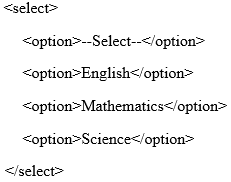 <select>
<option>--Select--</option>
<option>English</option>
<option>Mathematics</option>
<option>Science</option>
</select>